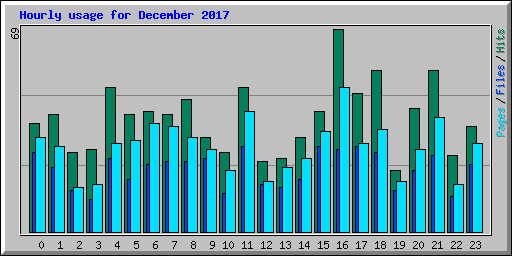 Hourly usage for December 2017
69
Pages/Files/Hits
0 1 2 3 4 5 6 7 8 9 10 11 12 13 14 15 16 17 18 19 20 21 22 23